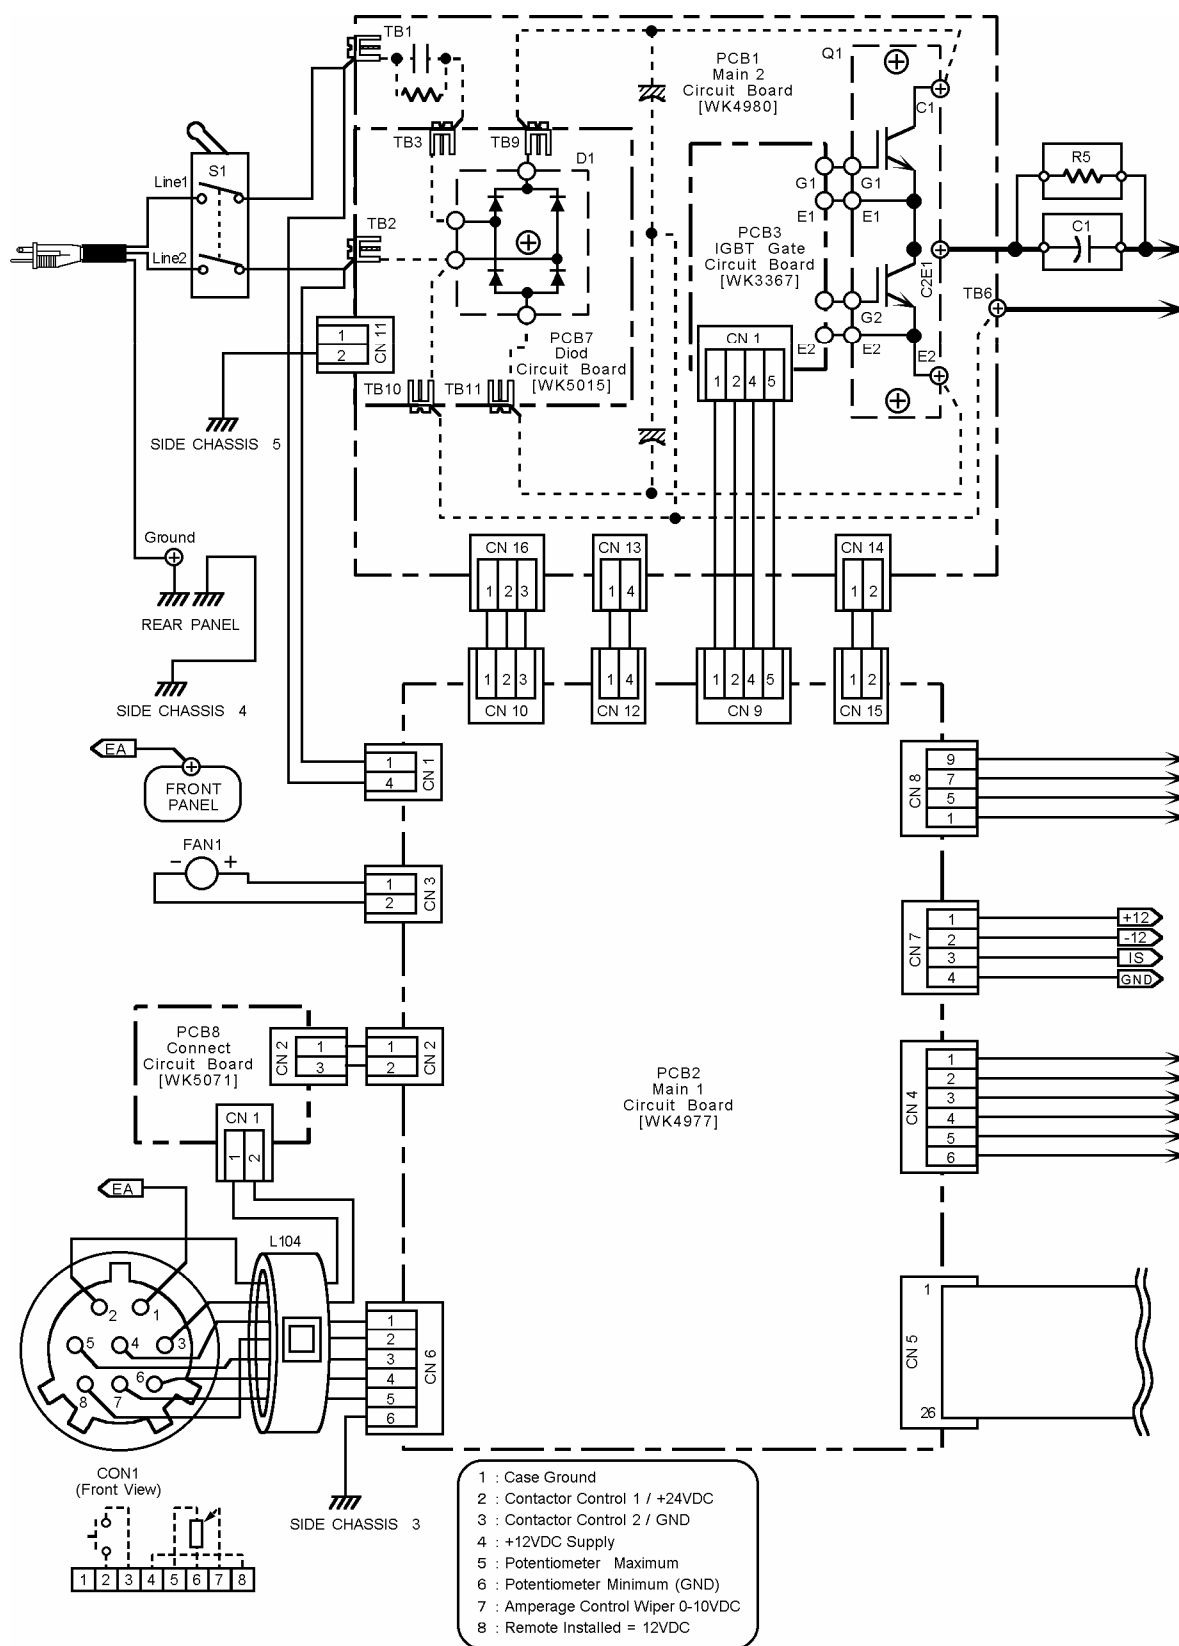 TB1
PCB1
Main 2
Circuit Board
[WK4980]
Q1
C1
TB3
TB9
D1
S1
Line1
Line2
TB2
G1
G1
E1
E1
PCB3
IGBT Gate
Circuit Board
[WK3367]
R5
C1
C2E1
TB6
G2
E2
E2
E2
1
2
CN 11
PCB7
Diod
Circuit Board
[WK5015]
CN 1
1 2 4 5
TB10
TB11
SIDE CHASSIS 5
Ground
REAR PANEL
SIDE CHASSIS 4
CN 16
1 2 3
CN 13
1 4
CN 14
1 2
1 2 3
CN 10
1 4
CN 12
1 2 4 5
CN 9
1 2
CN 15
EA
FRONT
PANEL
1
4
CN 1
9
7
5
1
CN 8
FAN1
- +
1
2
CN 3
1
2
3
4
CN 7
+12
-12
IS
GND
PCB8
Connect
Circuit Board
[WK5071]
CN 2
1
3
1
2
CN 2
CN 1
1
2
PCB2
Main 1
Circuit Board
[WK4977]
CN 4
1
2
3
4
5
6
EA
L104
2 1
5 4 3
8 7 6
1
2
3
4
5
6
CN 6
CN 5
1
26
CON1
(Front View)
SIDE CHASSIS 3
1 2 3 4 5 6 7 8
1 : Case Ground
2 : Contactor Control 1 / +24VDC
3 : Contactor Control 2 / GND
4 : +12VDC Supply
5 : Potentiometer Maximum
6 : Potentiometer Minimum (GND)
7 : Amperage Control Wiper 0-10VDC
8 : Remote Installed = 12VDC